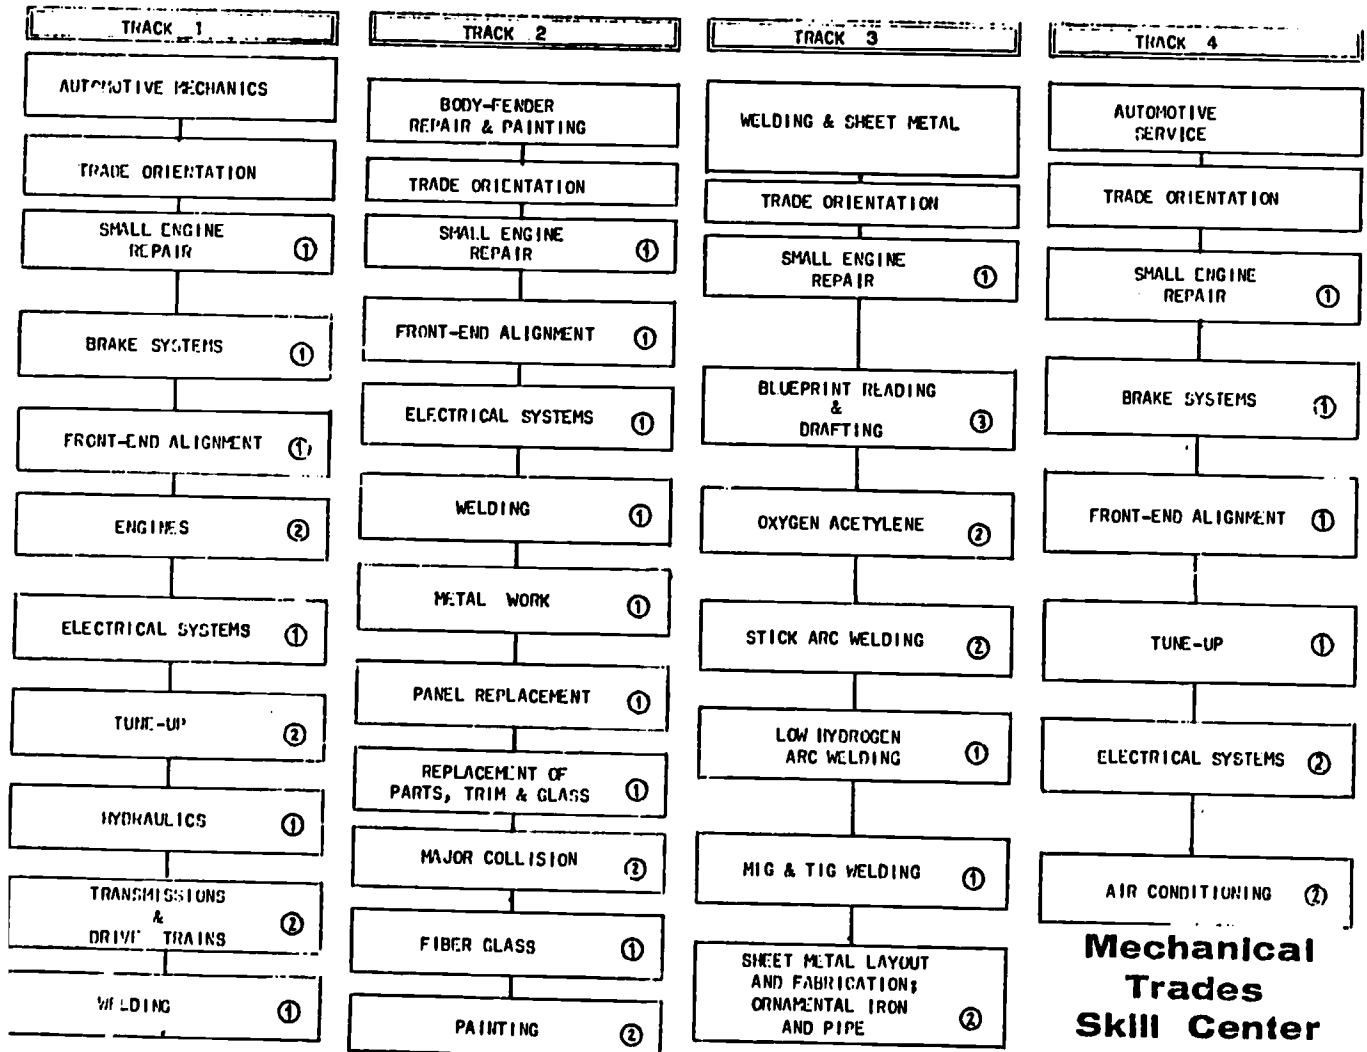 TRACK 1
AUTOMOTIVE MECHANICS
TRADE ORIENTATION
SMALL ENGINE
REPAIR ①
BRAKE SYSTEMS ①
FRONT-END ALIGNMENT ①
ENGINES ②
ELECTRICAL SYSTEMS ①
TUNE-UP ②
HYDRAULICS ①
TRANSMISSIONS
&
DRIVE TRAINS ②
WELDING ①
TRACK 2
BODY-FENDER
REPAIR & PAINTING
TRADE ORIENTATION
SMALL ENGINE
REPAIR ①
FRONT-END ALIGNMENT ①
ELECTRICAL SYSTEMS ①
WELDING ①
METAL WORK ①
PANEL REPLACEMENT ①
REPLACEMENT OF
PARTS, TRIM & GLASS ①
MAJOR COLLISION ②
FIBER GLASS ①
PAINTING ②
TRACK 3
WELDING & SHEET METAL
TRADE ORIENTATION
SMALL ENGINE
REPAIR ①
BLUEPRINT READING
&
DRAFTING ③
OXYGEN ACETYLENE ②
STICK ARC WELDING ②
LOW HYDROGEN
ARC WELDING ①
MIG & TIG WELDING ①
SHEET METAL LAYOUT
AND FABRICATION;
ORNAMENTAL IRON
AND PIPE ②
TRACK 4
AUTOMOTIVE
SERVICE
TRADE ORIENTATION
SMALL ENGINE
REPAIR ①
BRAKE SYSTEMS ①
FRONT-END ALIGNMENT ①
TUNE-UP ①
ELECTRICAL SYSTEMS ②
AIR CONDITIONING ②
Mechanical
Trades
Skill Center